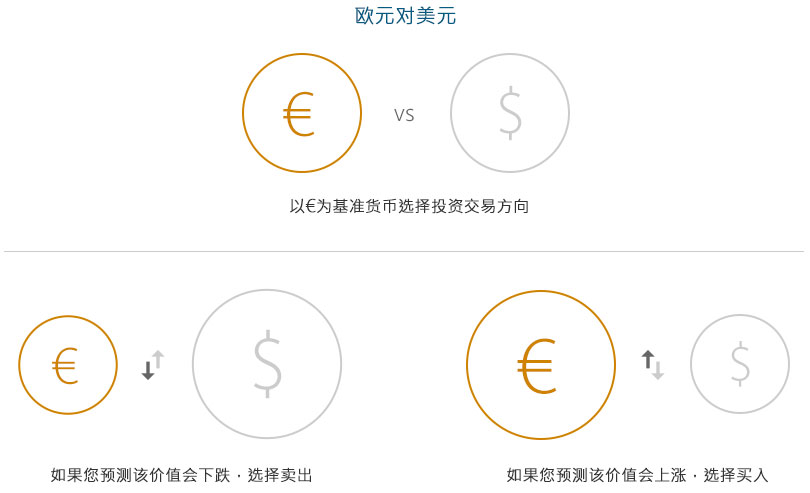 欧元对美元
€ VS $
以€为基准货币选择投资交易方向
€ $ € $
如果您预测该价值会下跌·选择卖出
如果您预测该价值会上涨·选择买入